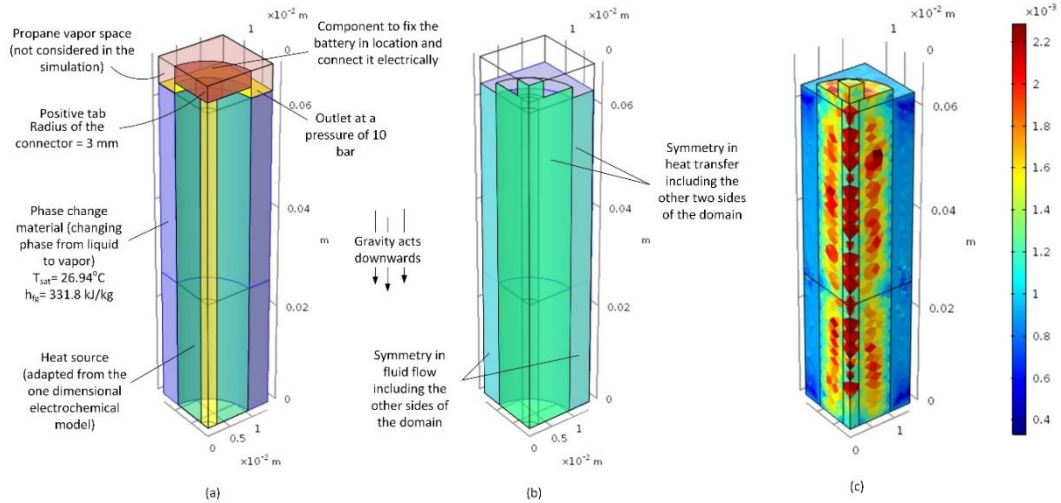 ×10⁻² m
1
0
Propane vapor space
(not considered in the
simulation)
Component to fix the
battery in location and
connect it electrically
0.06
Positive tab
Radius of the
connector = 3 mm
Outlet at a
pressure of 10
bar
0.04
m
Phase change
material (changing
phase from liquid
to vapor)
Tsat= 26.94°C
hfg= 331.8 kJ/kg
0.02
Heat source
(adapted from the
one dimensional
electrochemical
model)
0
1
0.5
0
×10⁻² m
(a)
Gravity acts
downwards
×10⁻² m
1
0
0.06
Symmetry in
heat transfer
including the
other two sides
of the domain
0.04
m
0.02
Symmetry in
fluid flow
including the
other sides of
the domain
0
1
0.5
0
×10⁻² m
(b)
×10⁻² m
1
0
0.06
0.04
m
0.02
0
1
0
(c)
×10⁻³
2.2
2
1.8
1.6
1.4
1.2
1
0.8
0.6
0.4